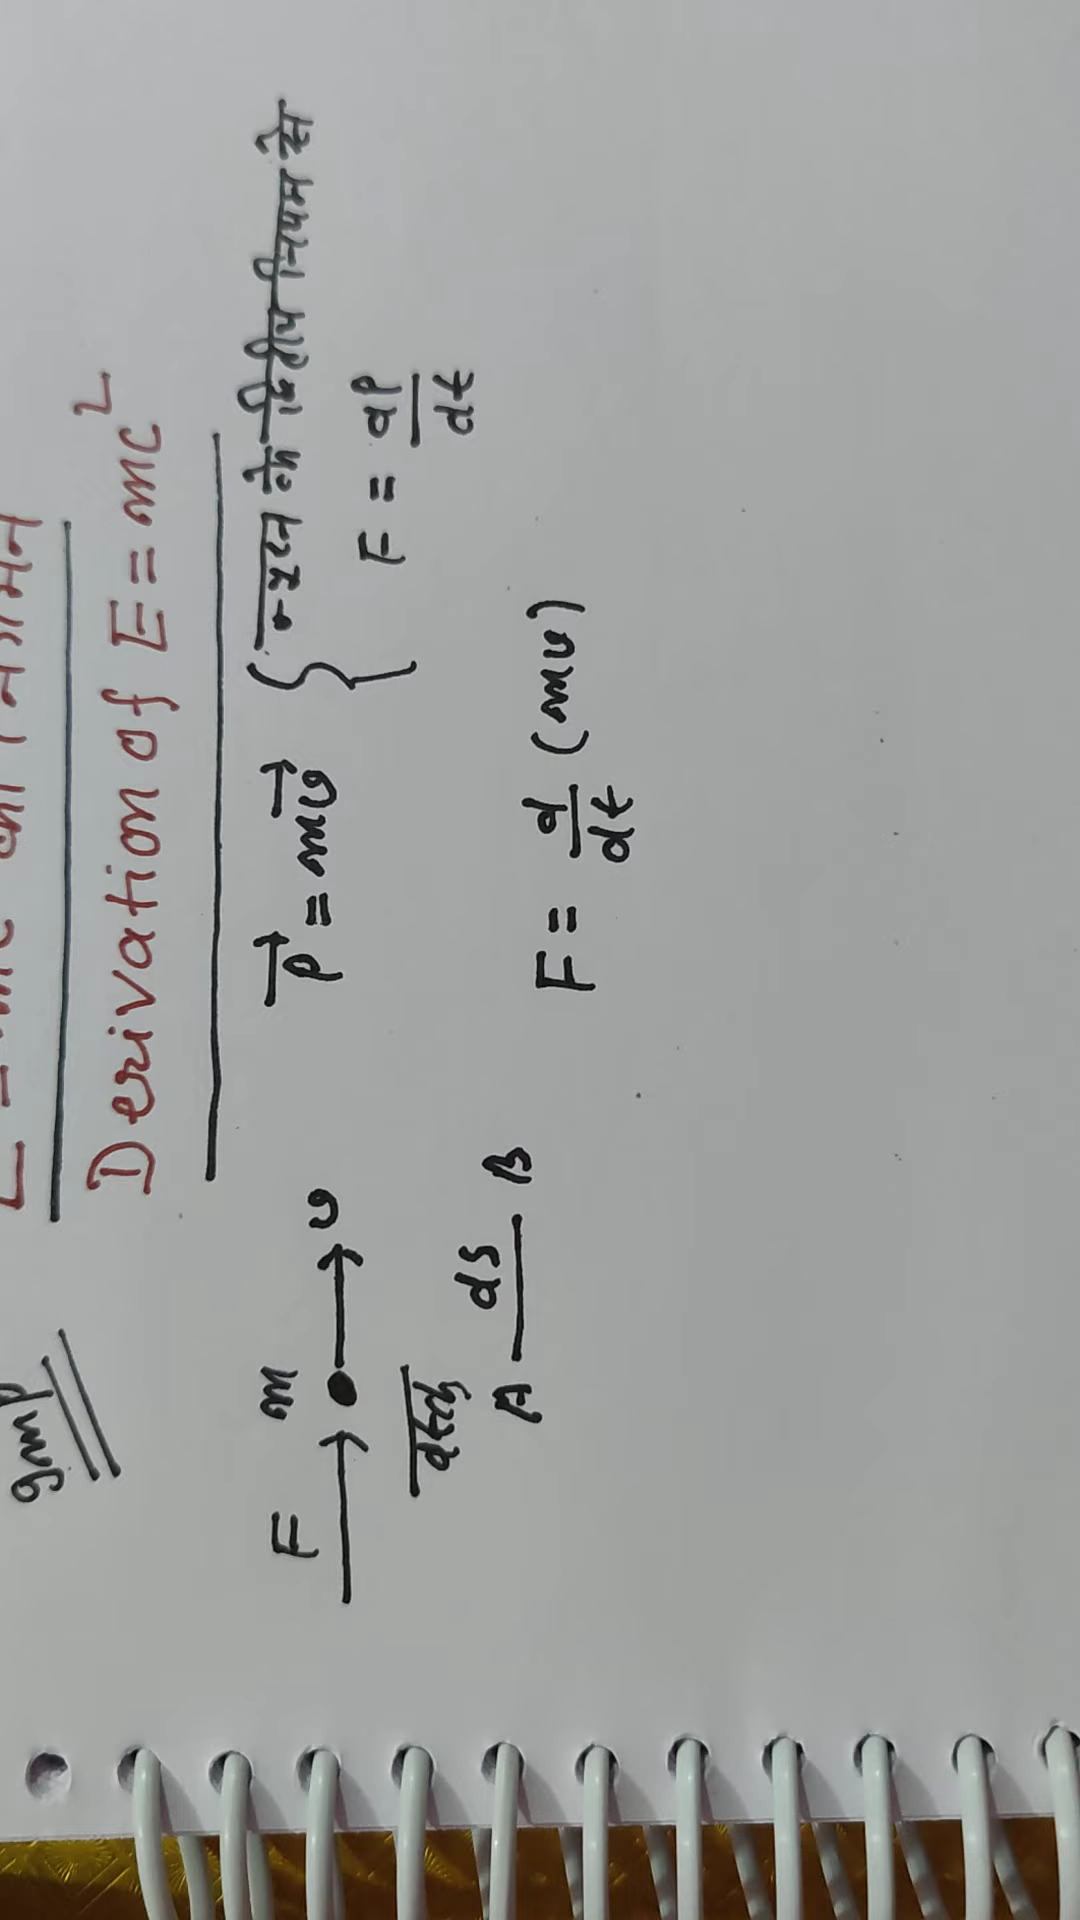 Imp
E = mc² का निगमन
Derivation of E = mc²
F m v
वस्तु
A ds B
p⃗ = mv⃗
न्यूटन के द्वितीय नियम से
F = dp/dt
F = d/dt (mv)